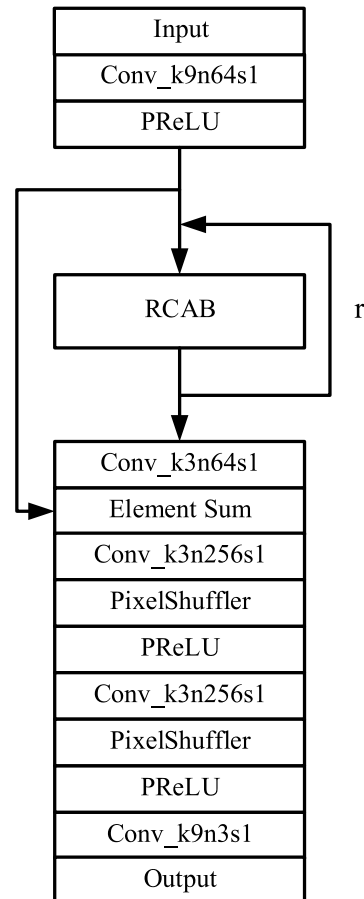 Input
Conv_k9n64s1
PReLU
RCAB
r
Conv_k3n64s1
Element Sum
Conv_k3n256s1
PixelShuffler
PReLU
Conv_k3n256s1
PixelShuffler
PReLU
Conv_k9n3s1
Output